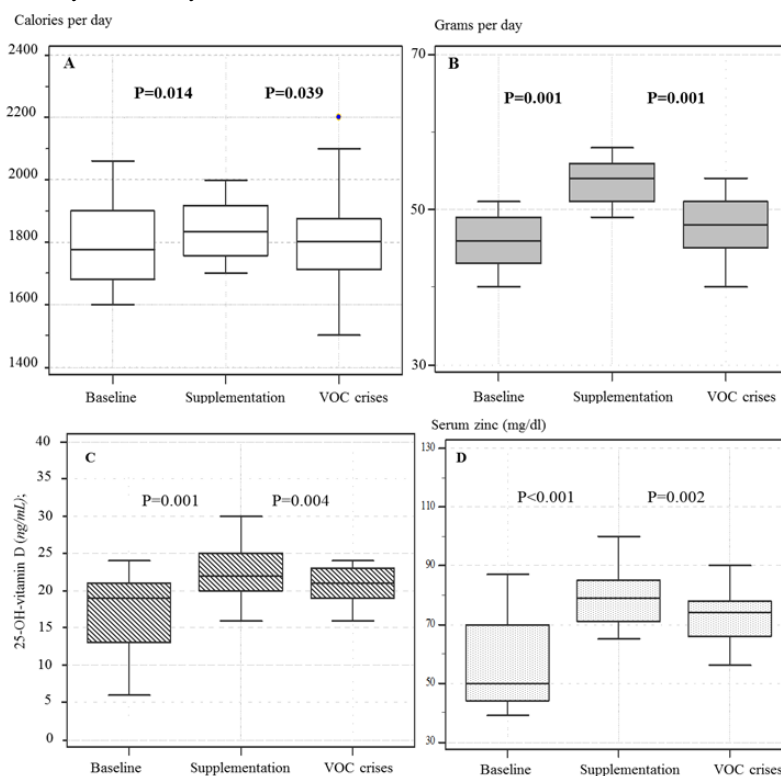 Calories per day
2400
2200
2000
1800
1600
1400
A
P=0.014 P=0.039
Baseline Supplementation VOC crises
Grams per day
70
50
30
B
P=0.001 P=0.001
Baseline Supplementation VOC crises
25-OH-vitamin D (ng/mL);
40
35
30
25
20
15
10
5
0
C
P=0.001 P=0.004
Baseline Supplementation VOC crises
Serum zinc (mg/dl)
130
110
90
70
50
30
D
P<0.001 P=0.002
Baseline Supplementation VOC crises